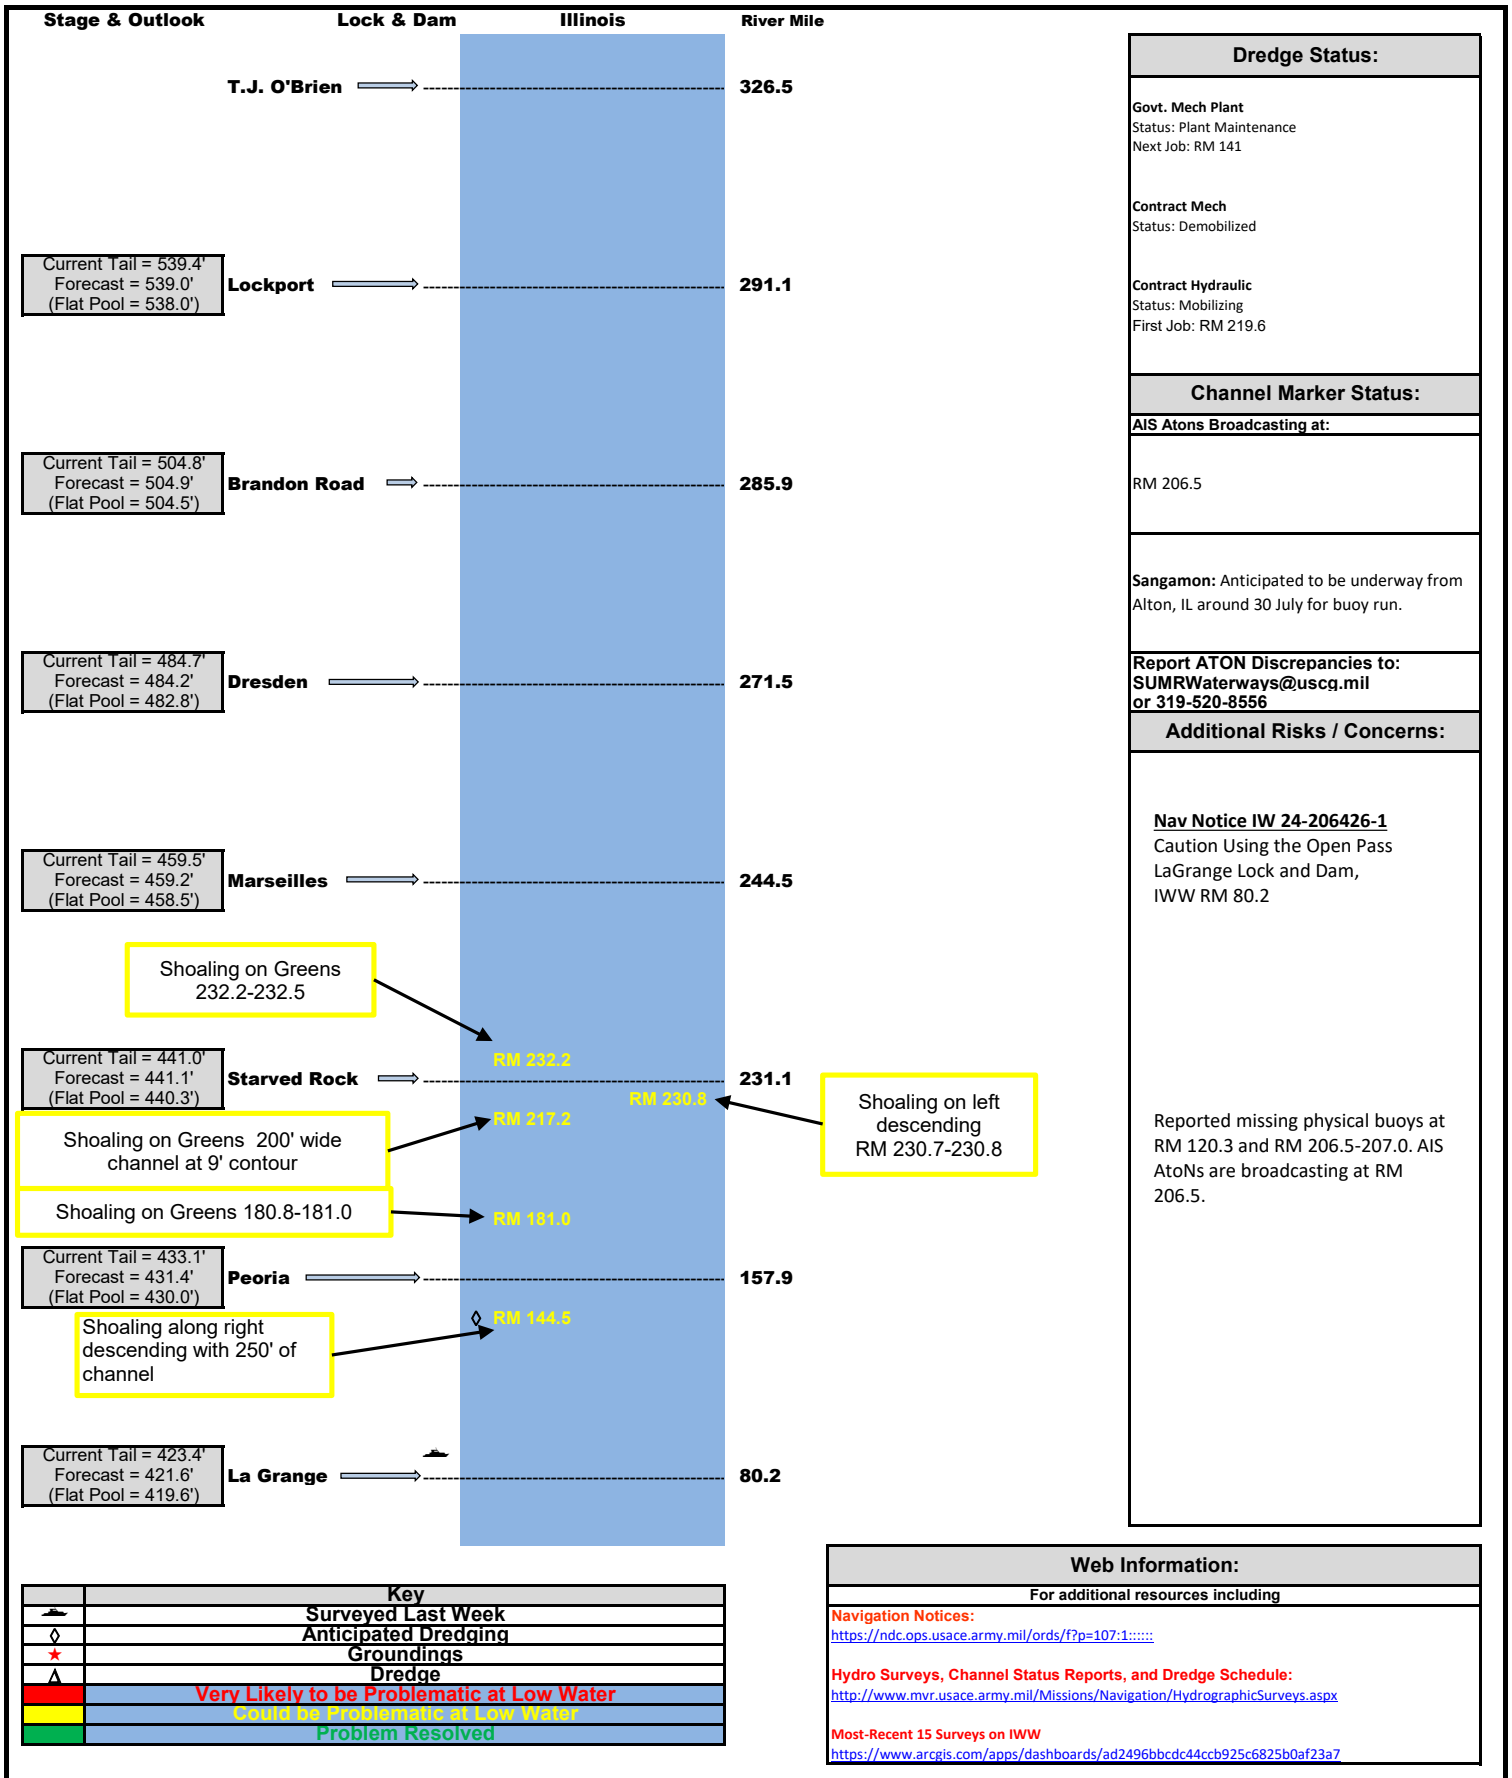 Stage & Outlook Lock & Dam Illinois River Mile
T.J. O'Brien 326.5
Current Tail = 539.4'
Forecast = 539.0'
(Flat Pool = 538.0')
Lockport 291.1
Current Tail = 504.8'
Forecast = 504.9'
(Flat Pool = 504.5')
Brandon Road 285.9
Current Tail = 484.7'
Forecast = 484.2'
(Flat Pool = 482.8')
Dresden 271.5
Current Tail = 459.5'
Forecast = 459.2'
(Flat Pool = 458.5')
Marseilles 244.5
Shoaling on Greens
232.2-232.5
RM 232.2
Current Tail = 441.0'
Forecast = 441.1'
(Flat Pool = 440.3')
Starved Rock 231.1
RM 230.8
Shoaling on left
descending
RM 230.7-230.8
RM 217.2
Shoaling on Greens 200' wide
channel at 9' contour
Shoaling on Greens 180.8-181.0
RM 181.0
Current Tail = 433.1'
Forecast = 431.4'
(Flat Pool = 430.0')
Peoria 157.9
◊ RM 144.5
Shoaling along right
descending with 250' of
channel
Current Tail = 423.4'
Forecast = 421.6'
(Flat Pool = 419.6')
La Grange 80.2
Dredge Status:
Govt. Mech Plant
Status: Plant Maintenance
Next Job: RM 141
Contract Mech
Status: Demobilized
Contract Hydraulic
Status: Mobilizing
First Job: RM 219.6
Channel Marker Status:
AIS Atons Broadcasting at:
RM 206.5
Sangamon: Anticipated to be underway from
Alton, IL around 30 July for buoy run.
Report ATON Discrepancies to:
SUMRWaterways@uscg.mil
or 319-520-8556
Additional Risks / Concerns:
Nav Notice IW 24-206426-1
Caution Using the Open Pass
LaGrange Lock and Dam,
IWW RM 80.2
Reported missing physical buoys at
RM 120.3 and RM 206.5-207.0. AIS
AtoNs are broadcasting at RM
206.5.
Key
Surveyed Last Week
◊ Anticipated Dredging
★ Groundings
Δ Dredge
Very Likely to be Problematic at Low Water
Could be Problematic at Low Water
Problem Resolved
Web Information:
For additional resources including
Navigation Notices:
https://ndc.ops.usace.army.mil/ords/f?p=107:1::::::
Hydro Surveys, Channel Status Reports, and Dredge Schedule:
http://www.mvr.usace.army.mil/Missions/Navigation/HydrographicSurveys.aspx
Most-Recent 15 Surveys on IWW
https://www.arcgis.com/apps/dashboards/ad2496bbcdc44ccb925c6825b0af23a7